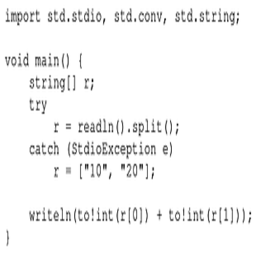 import std.stdio, std.conv, std.string;

void main() {
    string[] r;
    try
        r = readln().split();
    catch (StdioException e)
        r = ["10", "20"];

    writeln(to!int(r[0]) + to!int(r[1]));
}